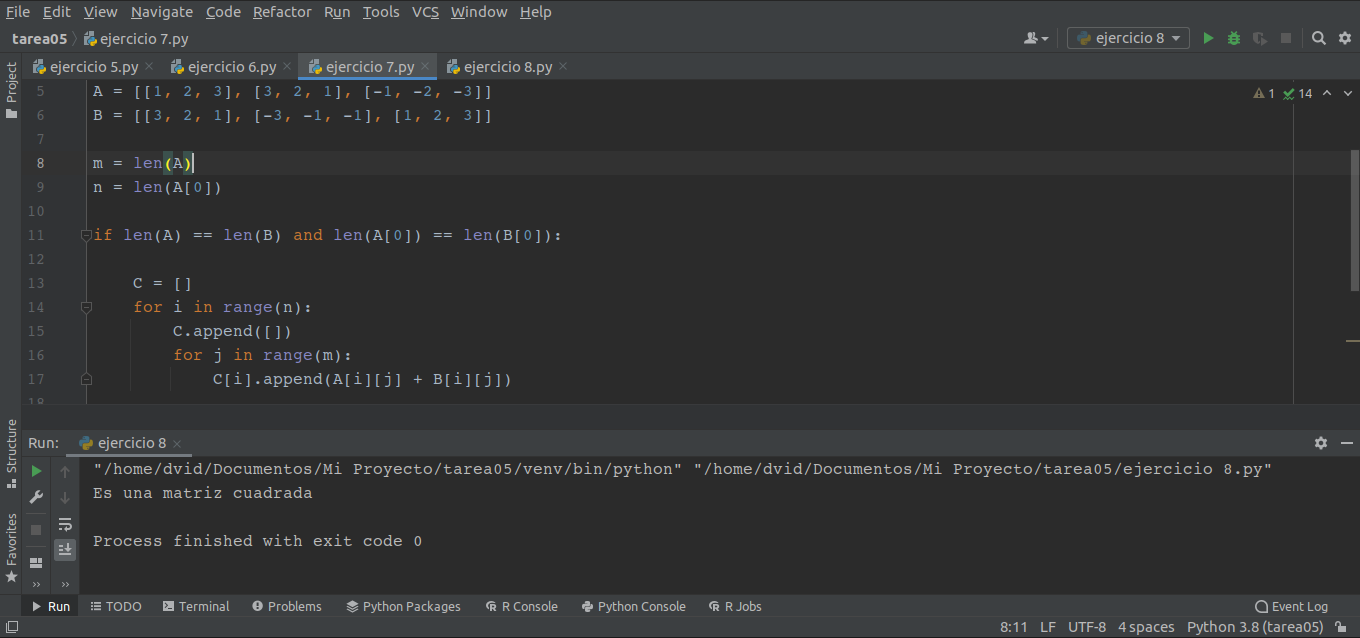 File Edit View Navigate Code Refactor Run Tools VCS Window Help
tarea05 ejercicio 7.py ejercicio 8
Project
ejercicio 5.py ejercicio 6.py ejercicio 7.py ejercicio 8.py
5 A = [[1, 2, 3], [3, 2, 1], [-1, -2, -3]] 1 14
6 B = [[3, 2, 1], [-3, -1, -1], [1, 2, 3]]
7
8 m = len(A)
9 n = len(A[0])
10
11 if len(A) == len(B) and len(A[0]) == len(B[0]):
12
13 C = []
14 for i in range(n):
15 C.append([])
16 for j in range(m):
17 C[i].append(A[i][j] + B[i][j])
18
Structure
Favorites
Run: ejercicio 8
"/home/dvid/Documentos/Mi Proyecto/tarea05/venv/bin/python" "/home/dvid/Documentos/Mi Proyecto/tarea05/ejercicio 8.py"
Es una matriz cuadrada
Process finished with exit code 0
Run TODO Terminal Problems Python Packages R Console Python Console R Jobs Event Log
8:11 LF UTF-8 4 spaces Python 3.8 (tarea05)